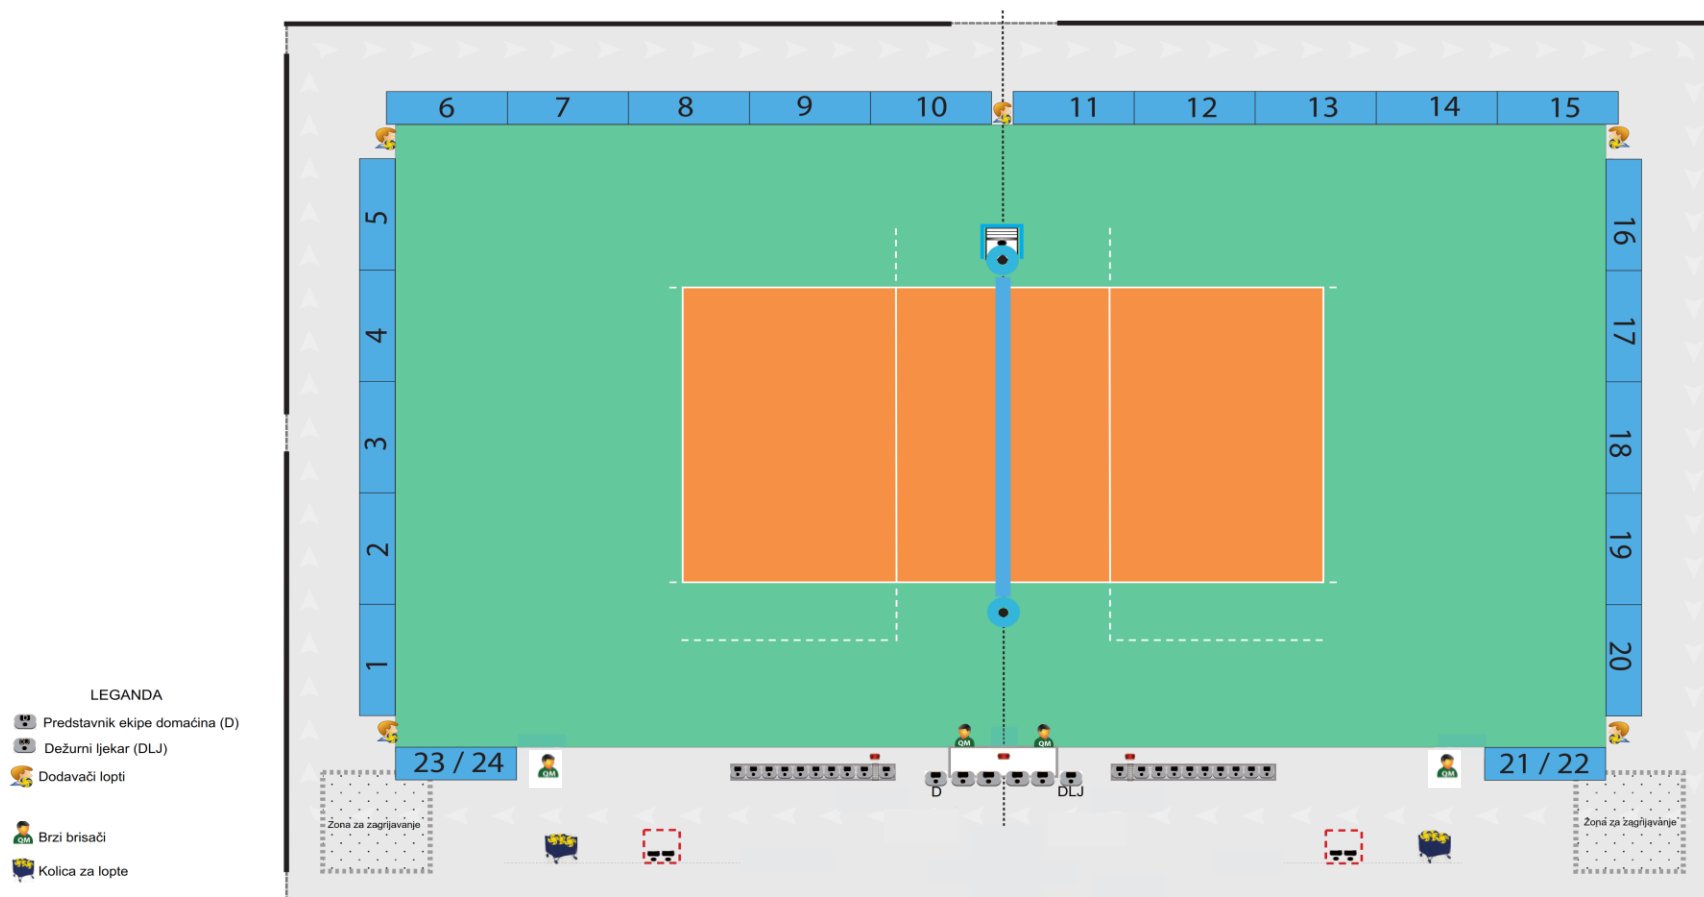 6 7 8 9 10 11 12 13 14 15
5
4
3
2
1
16
17
18
19
20
23 / 24
21 / 22
QM QM
QM
QM
D
DLJ
Zona za zagrijavanje
Zona za zagrijavanje
LEGANDA
Predstavnik ekipe domaćina (D)
Dežurni ljekar (DLJ)
Dodavači lopti
QM Brzi brisači
Kolica za lopte